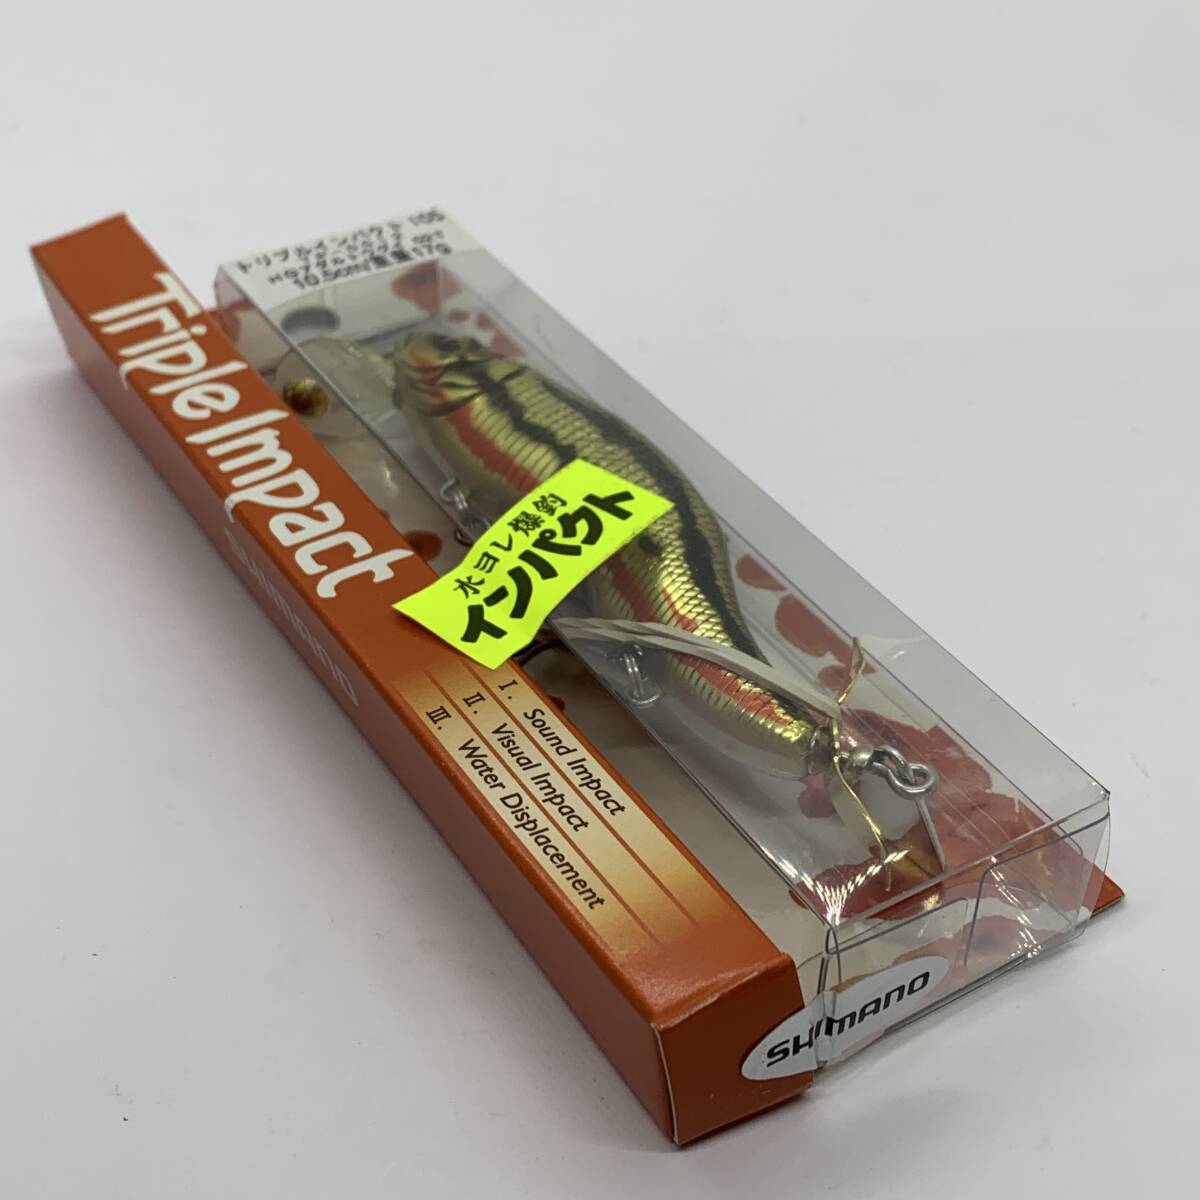 トリプルインパクト 105
10.5cm/重量17g
Triple Impact
SHIMANO
水ヨレ爆釣
インパクト
I. Sound Impact
II. Visual Impact
III. Water Displacement
SHIMANO